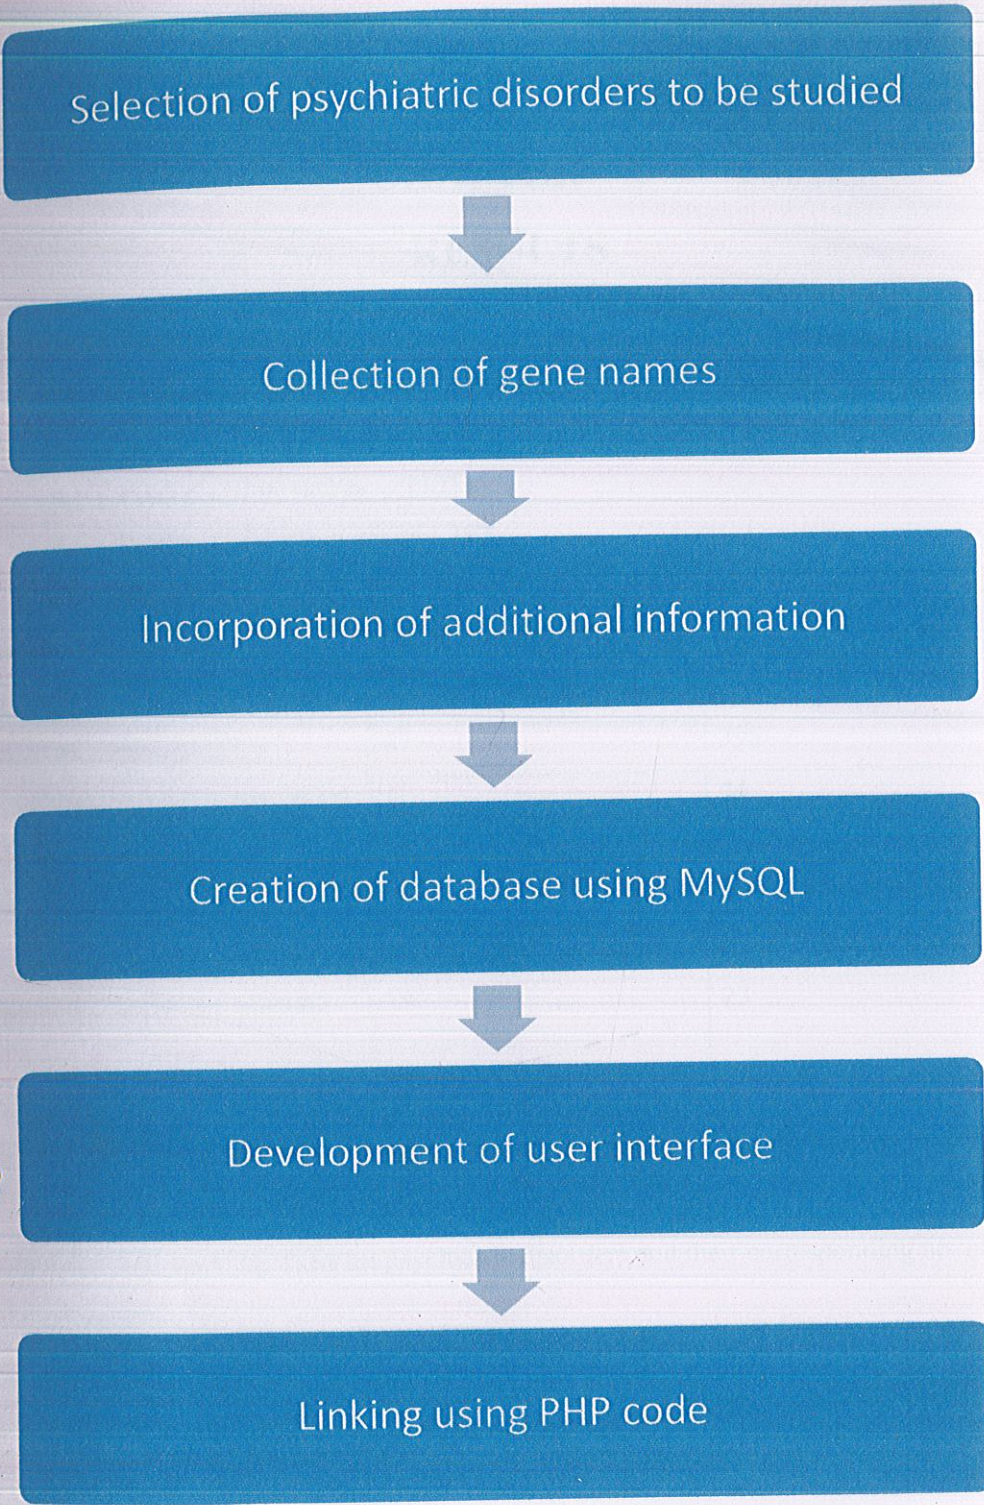 Selection of psychiatric disorders to be studied
Collection of gene names
Incorporation of additional information
Creation of database using MySQL
Development of user interface
Linking using PHP code